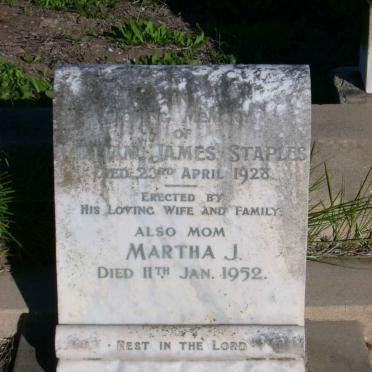 MEMORY
OF
JAMES STAPLES
DIED 23RD APRIL 1928.
ERECTED BY
HIS LOVING WIFE AND FAMILY.
ALSO MOM
MARTHA J.
DIED 11TH JAN. 1952.
REST IN THE LORD